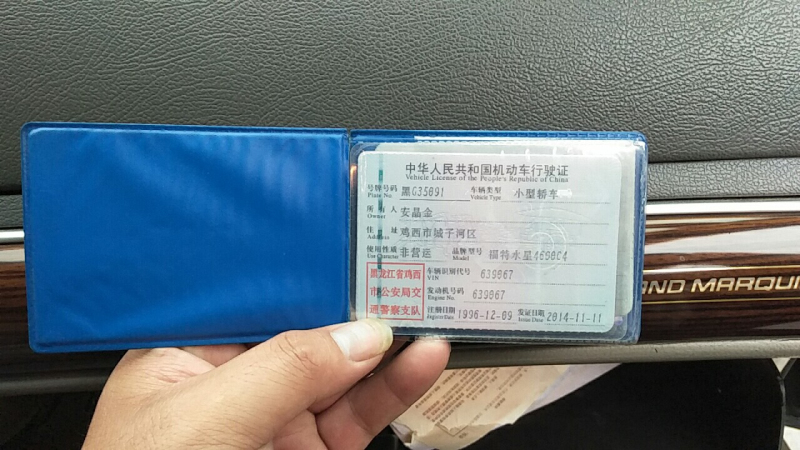 中华人民共和国机动车行驶证
Vehicle License of the People's Republic of China
号牌号码 黑G35891 车辆类型 小型轿车
Plate No. Vehicle Type
所有人 安晶金
Owner
住址 鸡西市城子河区
Address
使用性质 非营运 品牌型号 福特水星4698C4
Use Character Model
黑龙江省鸡西
市公安局交
通警察支队
车辆识别代号 639867
VIN
发动机号码 639867
Engine No.
注册日期 1996-12-09 发证日期 2014-11-11
Register Date Issue Date
OND MARQUI